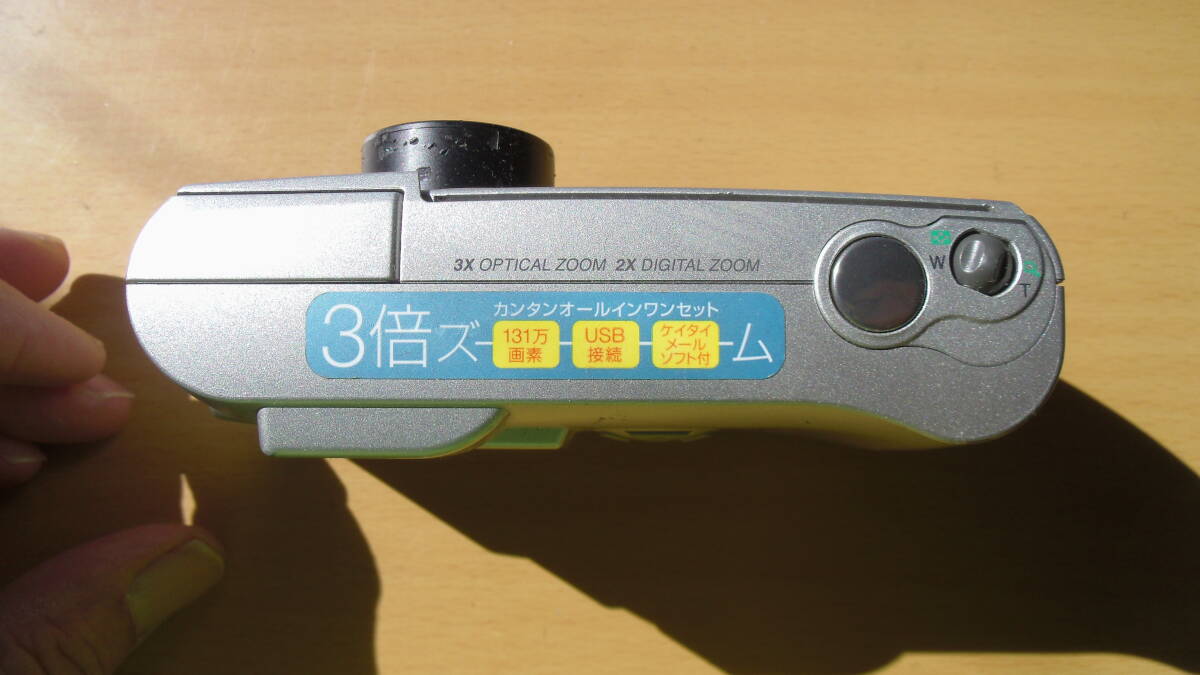 3X OPTICAL ZOOM 2X DIGITAL ZOOM
W
T
カンタンオールインワンセット
3倍ズーム
131万
画素
USB
接続
ケイタイ
メール
ソフト付